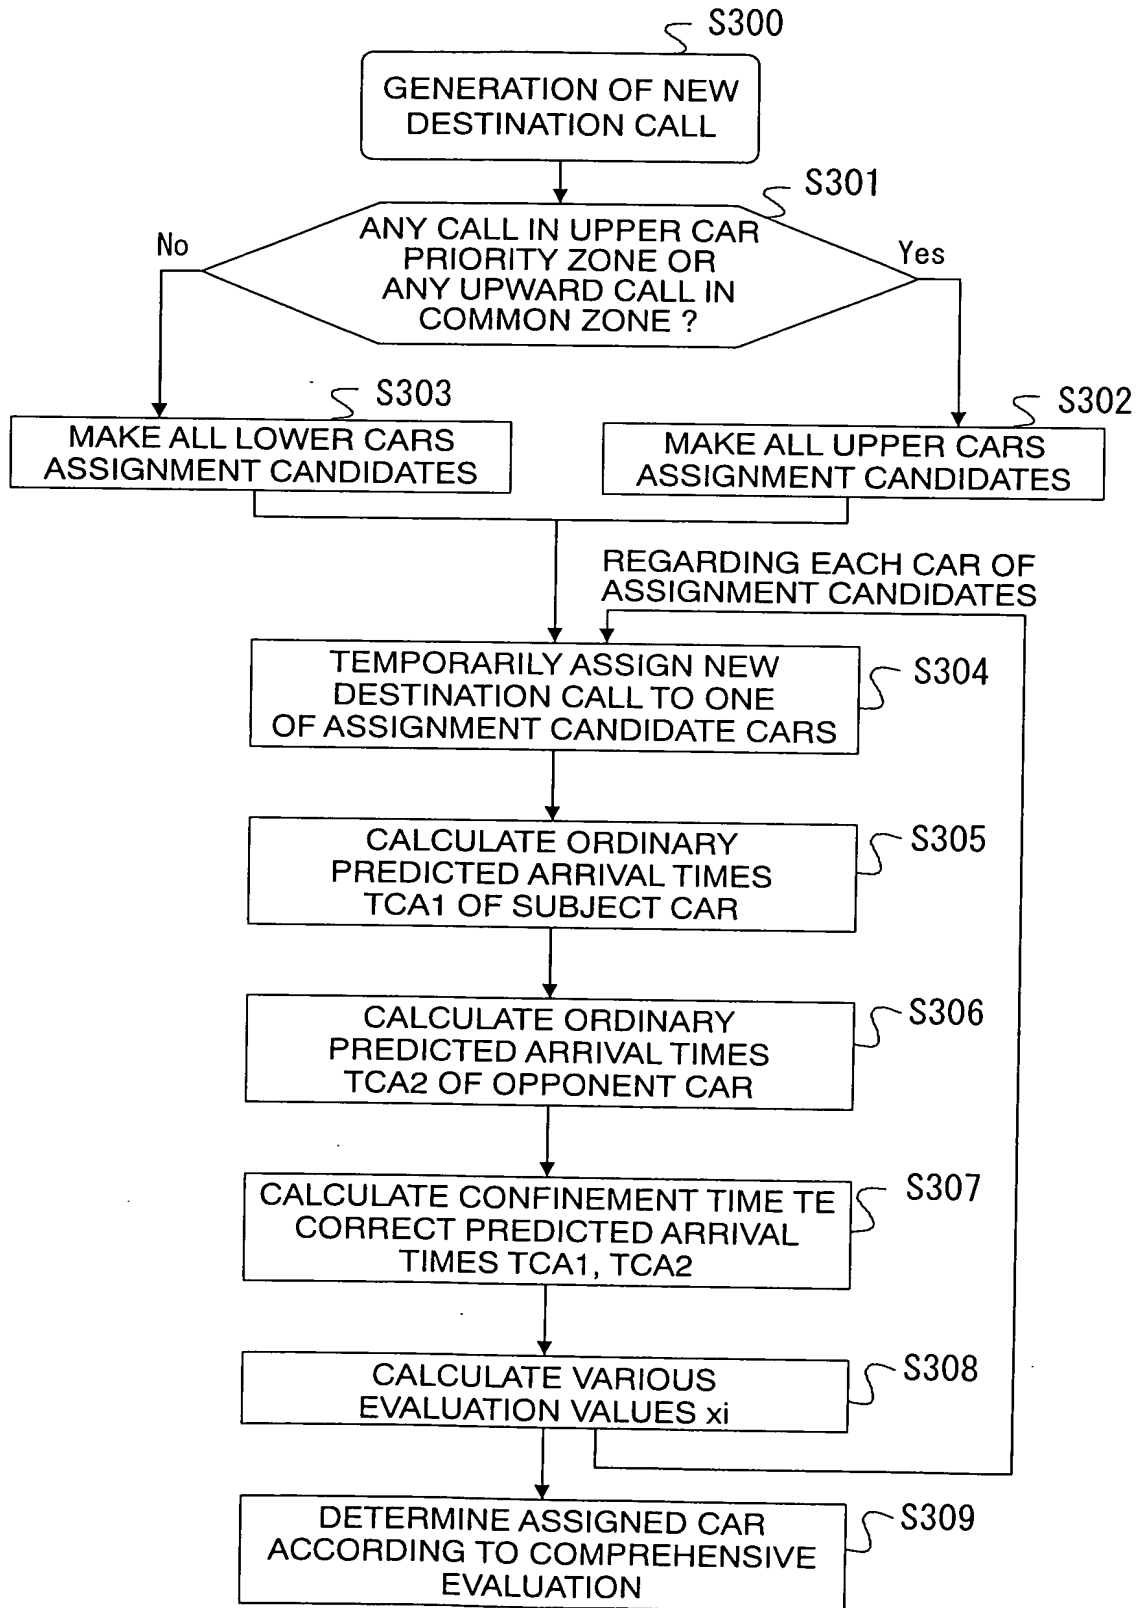 S300
GENERATION OF NEW
DESTINATION CALL
S301
ANY CALL IN UPPER CAR
PRIORITY ZONE OR
ANY UPWARD CALL IN
COMMON ZONE ?
No
Yes
S303
MAKE ALL LOWER CARS
ASSIGNMENT CANDIDATES
S302
MAKE ALL UPPER CARS
ASSIGNMENT CANDIDATES
REGARDING EACH CAR OF
ASSIGNMENT CANDIDATES
TEMPORARILY ASSIGN NEW
DESTINATION CALL TO ONE
OF ASSIGNMENT CANDIDATE CARS
S304
CALCULATE ORDINARY
PREDICTED ARRIVAL TIMES
TCA1 OF SUBJECT CAR
S305
CALCULATE ORDINARY
PREDICTED ARRIVAL TIMES
TCA2 OF OPPONENT CAR
S306
CALCULATE CONFINEMENT TIME TE
CORRECT PREDICTED ARRIVAL
TIMES TCA1, TCA2
S307
CALCULATE VARIOUS
EVALUATION VALUES xi
S308
DETERMINE ASSIGNED CAR
ACCORDING TO COMPREHENSIVE
EVALUATION
S309